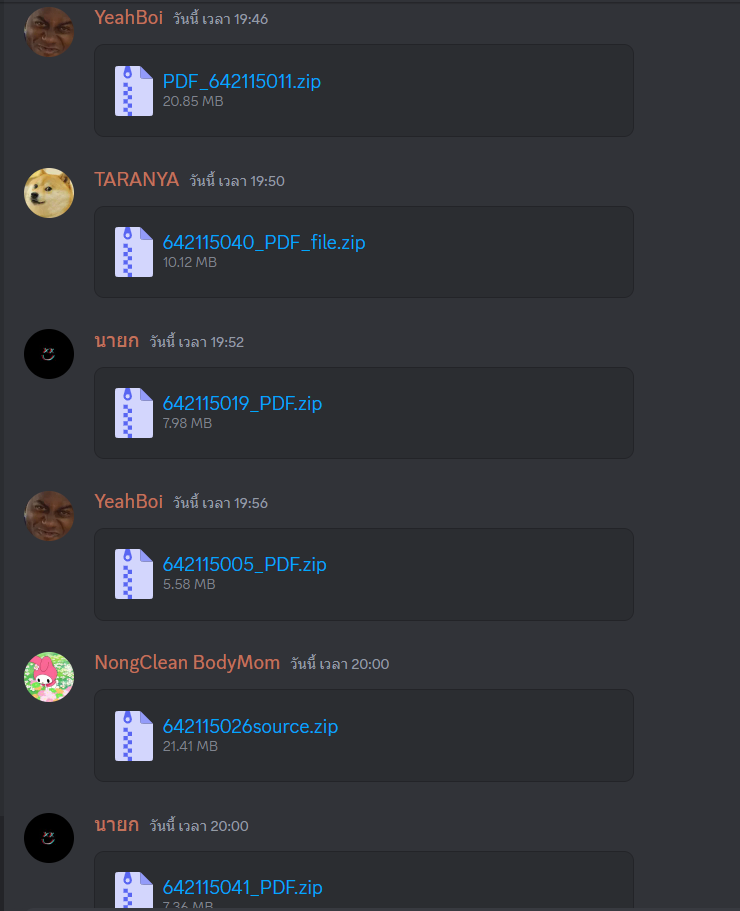 YeahBoi วันนี้ เวลา 19:46
PDF_642115011.zip
20.85 MB
TARANYA วันนี้ เวลา 19:50
642115040_PDF_file.zip
10.12 MB
นายก วันนี้ เวลา 19:52
642115019_PDF.zip
7.98 MB
YeahBoi วันนี้ เวลา 19:56
642115005_PDF.zip
5.58 MB
NongClean BodyMom วันนี้ เวลา 20:00
642115026source.zip
21.41 MB
นายก วันนี้ เวลา 20:00
642115041_PDF.zip
7.36 MB